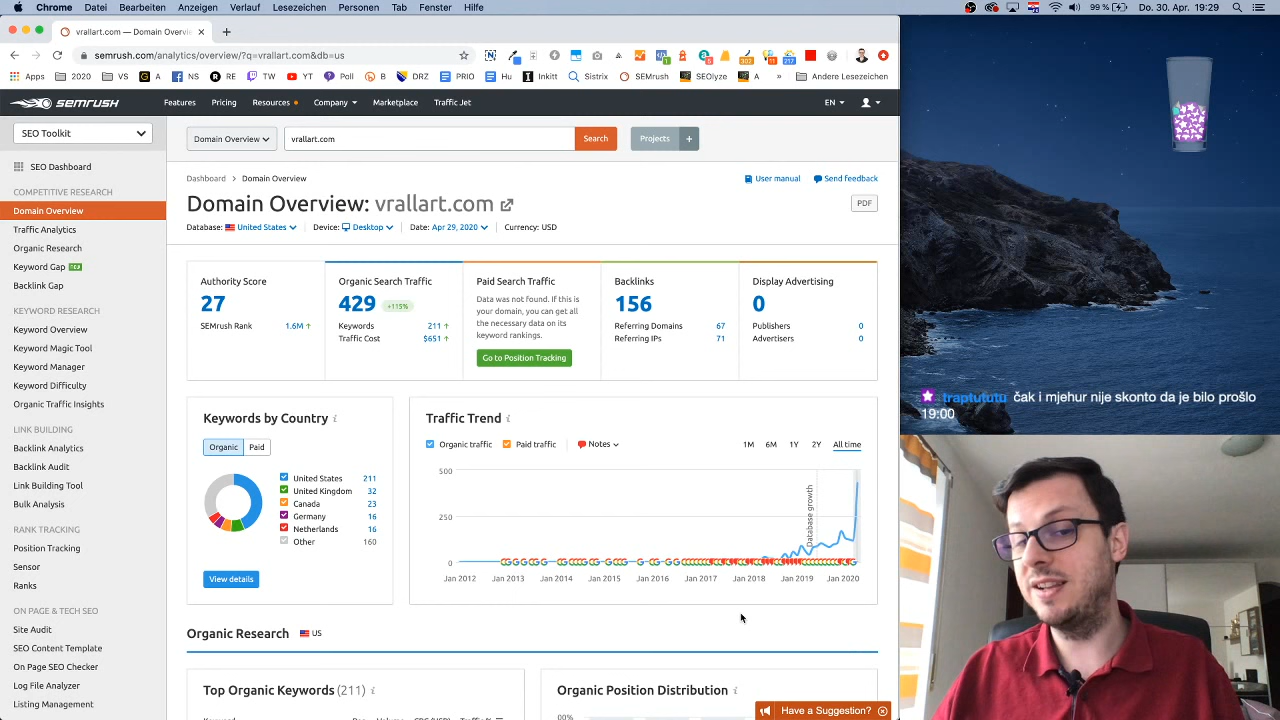 Chrome Datei Bearbeiten Anzeigen Verlauf Lesezeichen Personen Tab Fenster Hilfe 99 % Do. 30. Apr. 19:29
vrallart.com — Domain Overvie
semrush.com/analytics/overview/?q=vrallart.com&db=us
Apps 2020 VS G A NS RE TW YT Poll B DRZ PRIO Hu Inkitt Sistrix SEMrush SEOlyze A » Andere Lesezeichen
SEMRUSH Features Pricing Resources Company Marketplace Traffic Jet EN
SEO Toolkit
Domain Overview vrallart.com Search Projects +
SEO Dashboard
COMPETITIVE RESEARCH
Domain Overview
Traffic Analytics
Organic Research
Keyword Gap
Backlink Gap
KEYWORD RESEARCH
Keyword Overview
Keyword Magic Tool
Keyword Manager
Keyword Difficulty
Organic Traffic Insights
LINK BUILDING
Backlink Analytics
Backlink Audit
Link Building Tool
Bulk Analysis
RANK TRACKING
Position Tracking
Sensor
Ranks
ON PAGE & TECH SEO
Site Audit
SEO Content Template
On Page SEO Checker
Log File Analyzer
Listing Management
Dashboard > Domain Overview
User manual Send feedback
Domain Overview: vrallart.com
PDF
Database: United States Device: Desktop Date: Apr 29, 2020 Currency: USD
Authority Score
27
SEMrush Rank 1.6M ↑
Organic Search Traffic
429 +115%
Keywords 211 ↑
Traffic Cost $651 ↑
Paid Search Traffic
Data was not found. If this is
your domain, you can get all
the necessary data on its
keyword rankings.
Go to Position Tracking
Backlinks
156
Referring Domains 67
Referring IPs 71
Display Advertising
0
Publishers 0
Advertisers 0
Keywords by Country i
Organic Paid
United States 211
United Kingdom 32
Canada 23
Germany 16
Netherlands 16
Other 160
View details
Traffic Trend i
Organic traffic Paid traffic Notes
1M 6M 1Y 2Y All time
500
250
0
Database growth
Jan 2012 Jan 2013 Jan 2014 Jan 2015 Jan 2016 Jan 2017 Jan 2018 Jan 2019 Jan 2020
Organic Research US
Top Organic Keywords (211) i
Organic Position Distribution i
Have a Suggestion?
traptututu čak i mjehur nije skonto da je bilo prošlo
19:00